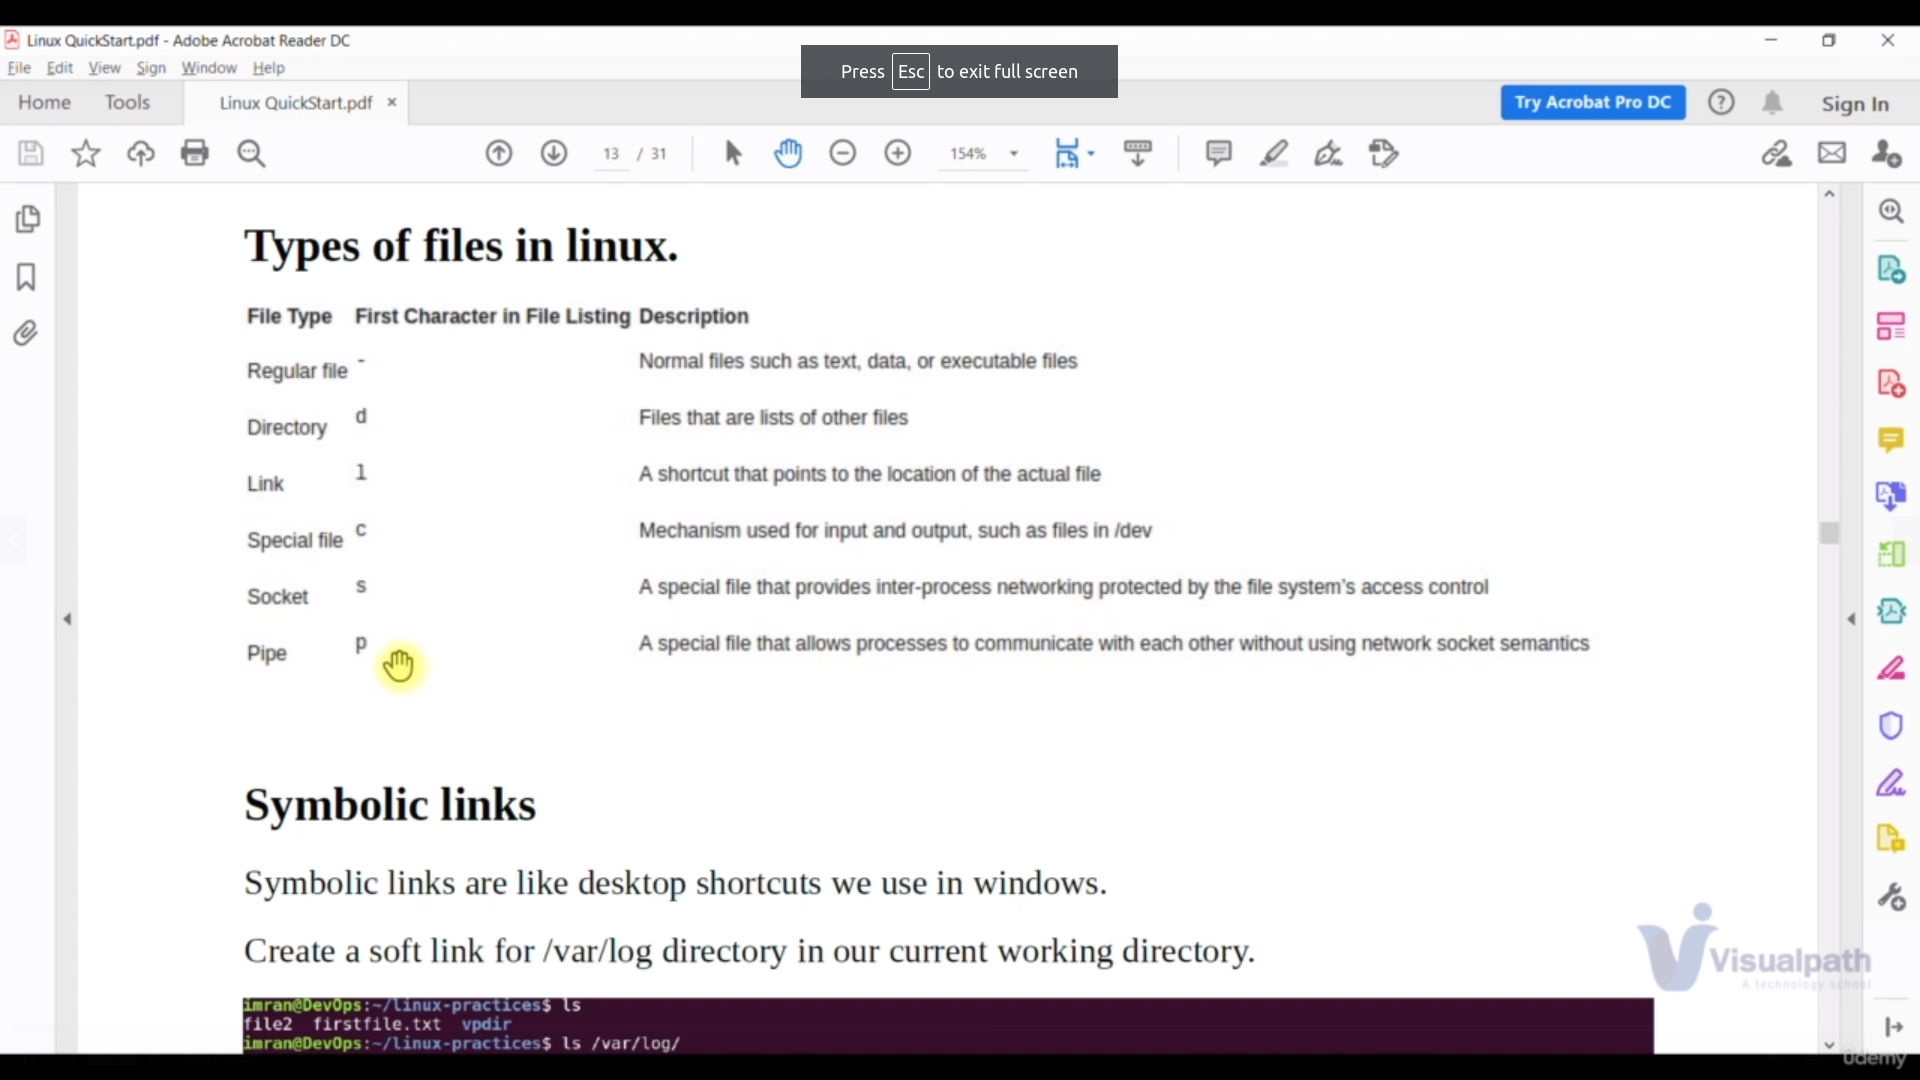 Linux QuickStart.pdf - Adobe Acrobat Reader DC
File Edit View Sign Window Help
Press Esc to exit full screen
Home Tools Linux QuickStart.pdf × Try Acrobat Pro DC Sign In
13 / 31 154%
Types of files in linux.
File Type First Character in File Listing Description
Regular file - Normal files such as text, data, or executable files
Directory d Files that are lists of other files
Link l A shortcut that points to the location of the actual file
Special file c Mechanism used for input and output, such as files in /dev
Socket s A special file that provides inter-process networking protected by the file system's access control
Pipe p A special file that allows processes to communicate with each other without using network socket semantics
Symbolic links
Symbolic links are like desktop shortcuts we use in windows.
Create a soft link for /var/log directory in our current working directory.
Visualpath
A technology school
imran@DevOps:~/linux-practices$ ls
file2 firstfile.txt vpdir
imran@DevOps:~/linux-practices$ ls /var/log/
ûdemy